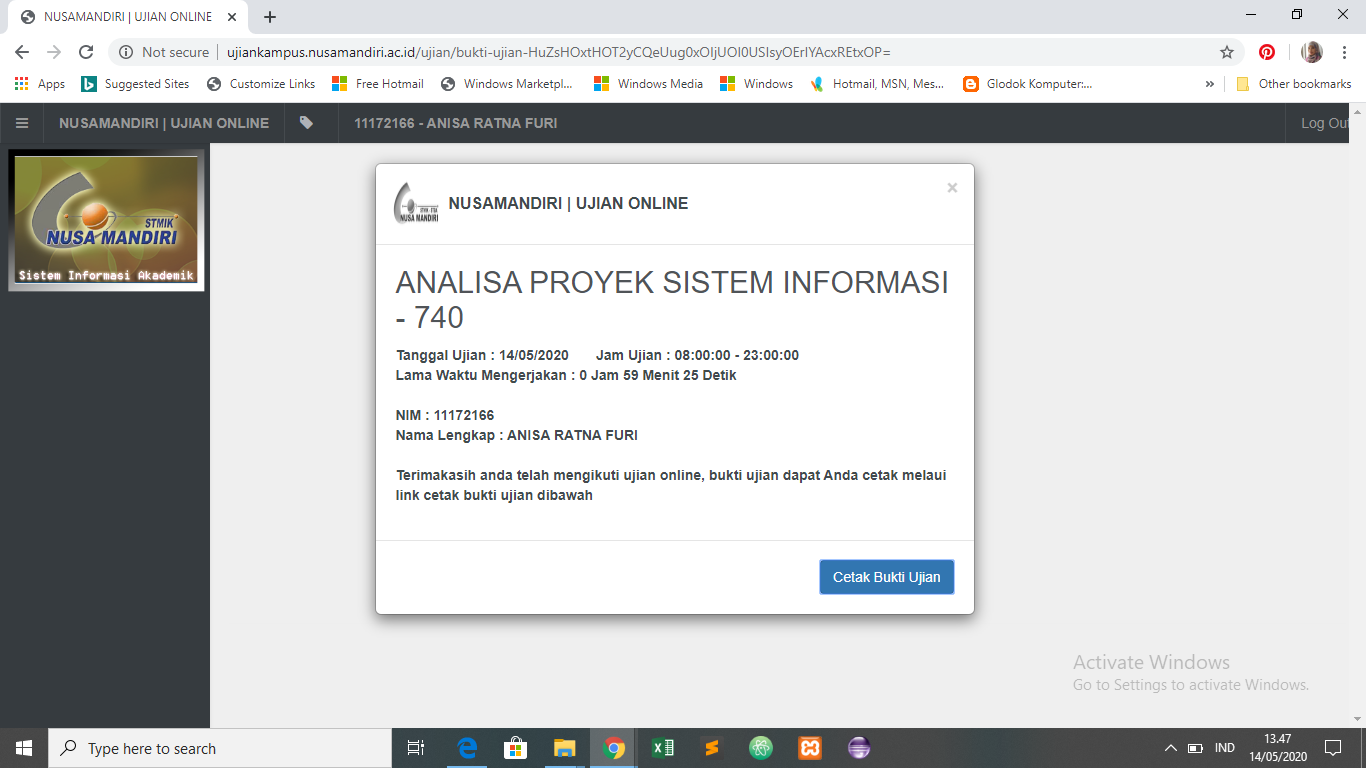 NUSAMANDIRI | UJIAN ONLINE
Not secure
ujiankampus.nusamandiri.ac.id/ujian/bukti-ujian-HuZsHOxtHOT2yCQeUug0xOIjUOI0USIsyOErIYAcxREtxOP=
Apps Suggested Sites Customize Links Free Hotmail Windows Marketpl... Windows Media Windows Hotmail, MSN, Mes... Glodok Komputer:... » Other bookmarks
NUSAMANDIRI | UJIAN ONLINE 11172166 - ANISA RATNA FURI Log Out
STMIK
NUSA MANDIRI
Sistem Informasi Akademik
NUSA MANDIRI
NUSAMANDIRI | UJIAN ONLINE ×
ANALISA PROYEK SISTEM INFORMASI
- 740
Tanggal Ujian : 14/05/2020 Jam Ujian : 08:00:00 - 23:00:00
Lama Waktu Mengerjakan : 0 Jam 59 Menit 25 Detik
NIM : 11172166
Nama Lengkap : ANISA RATNA FURI
Terimakasih anda telah mengikuti ujian online, bukti ujian dapat Anda cetak melaui
link cetak bukti ujian dibawah
Cetak Bukti Ujian
Activate Windows
Go to Settings to activate Windows.
Type here to search
IND
13.47
14/05/2020